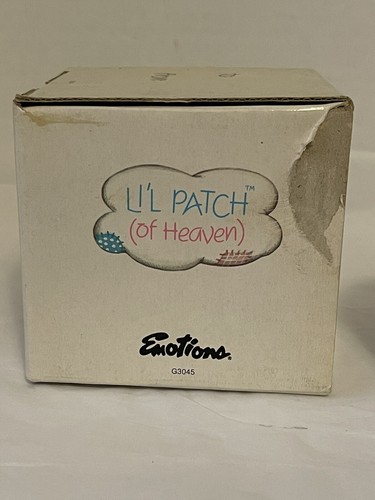 LI'L PATCH™
(of Heaven)
Emotions®
G3045